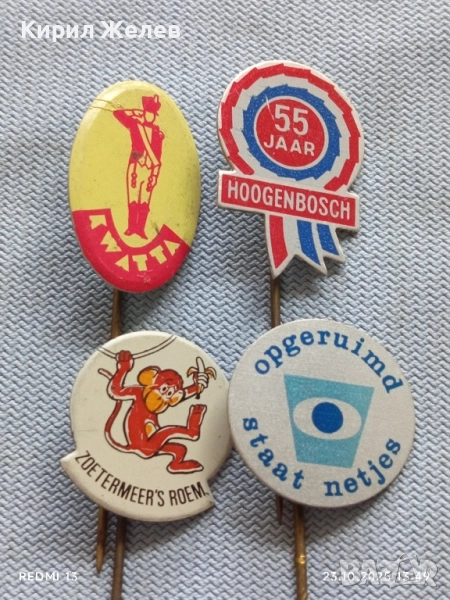 Кирил Желев
KWATTA
55
JAAR
HOOGENBOSCH
ZOETERMEER'S ROEM.
opgeruimd
staat netjes
REDMI 13
23.10.2025 13:49